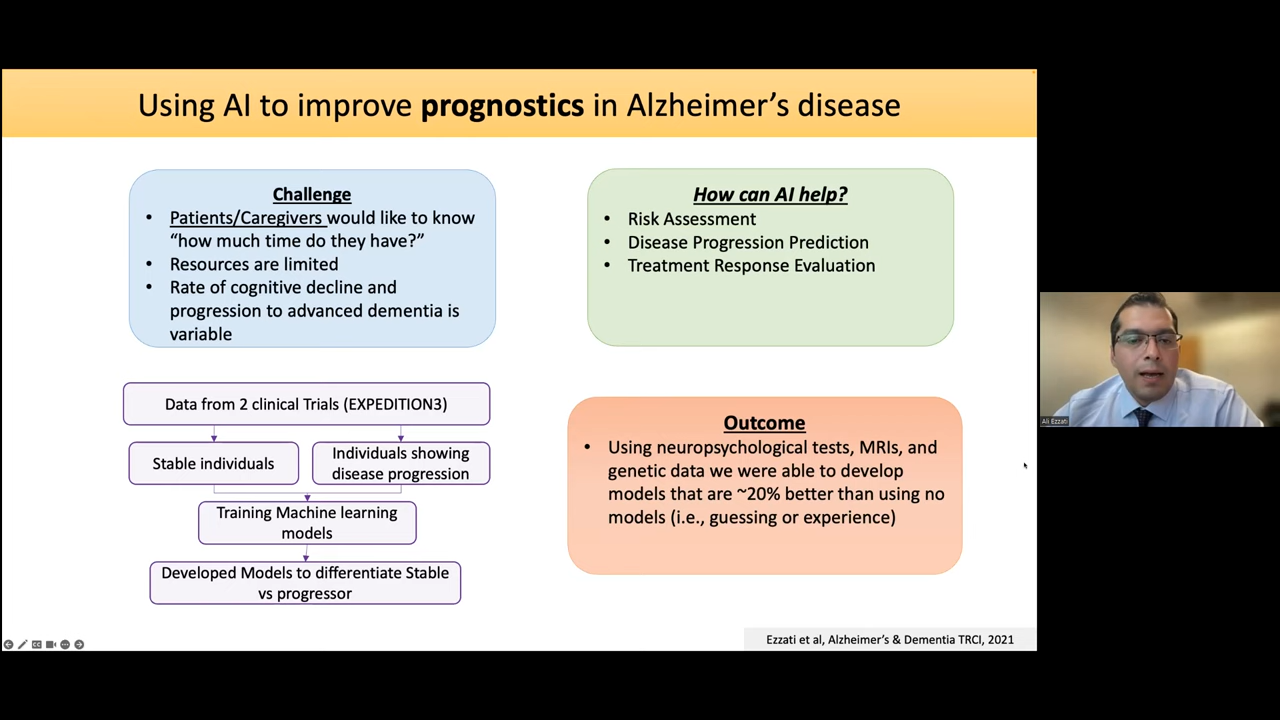 Using AI to improve prognostics in Alzheimer's disease
Challenge
• Patients/Caregivers would like to know
“how much time do they have?”
• Resources are limited
• Rate of cognitive decline and
progression to advanced dementia is
variable
How can AI help?
• Risk Assessment
• Disease Progression Prediction
• Treatment Response Evaluation
Data from 2 clinical Trials (EXPEDITION3)
Stable individuals
Individuals showing
disease progression
Training Machine learning
models
Developed Models to differentiate Stable
vs progressor
Outcome
• Using neuropsychological tests, MRIs, and
genetic data we were able to develop
models that are ~20% better than using no
models (i.e., guessing or experience)
Ezzati et al, Alzheimer's & Dementia TRCI, 2021
Ali Ezzati